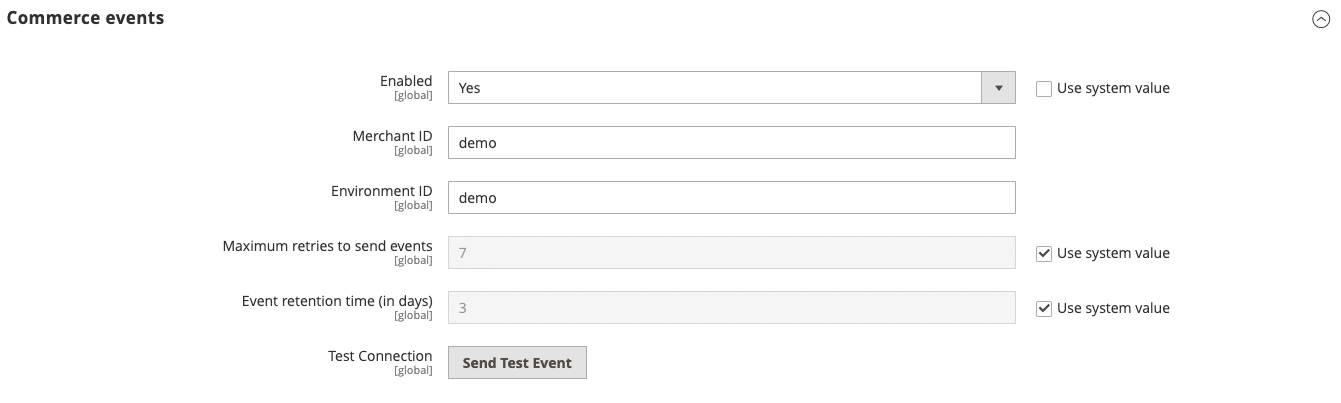 Commerce events
Enabled
[global]
Yes
Use system value
Merchant ID
[global]
demo
Environment ID
[global]
demo
Maximum retries to send events
[global]
7
Use system value
Event retention time (in days)
[global]
3
Use system value
Test Connection
[global]
Send Test Event